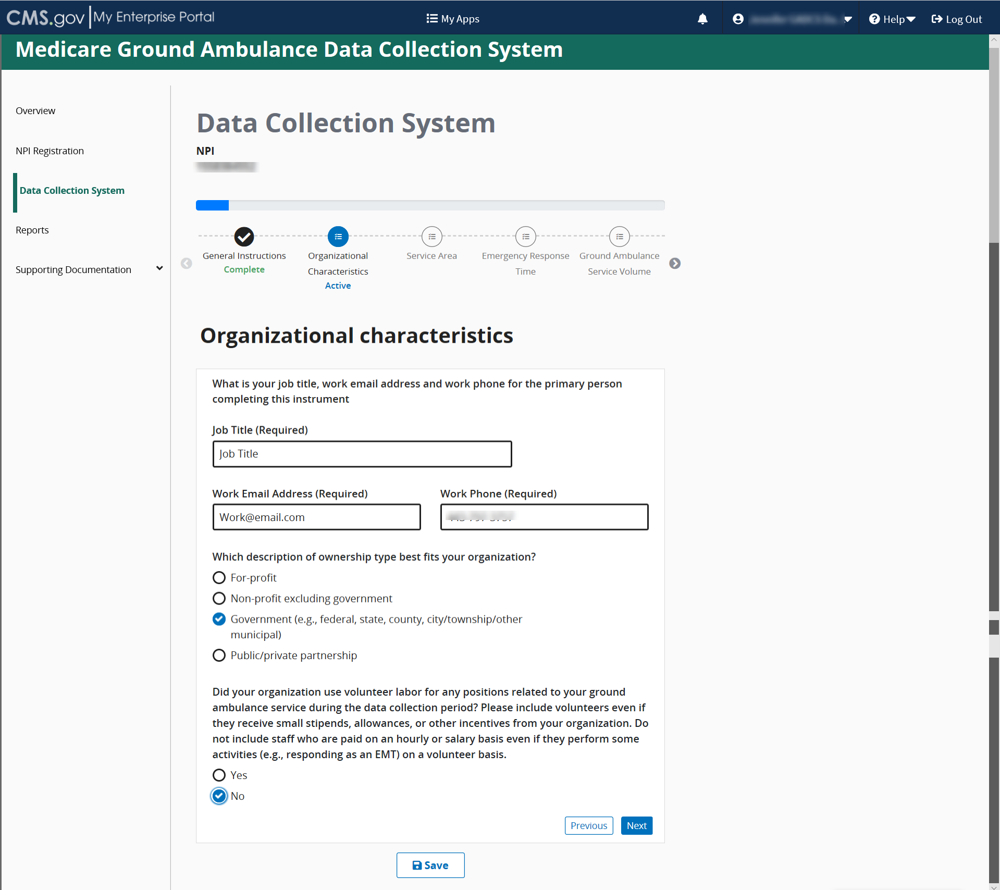 CMS.gov My Enterprise Portal
My Apps
Help
Log Out
Medicare Ground Ambulance Data Collection System
Overview
NPI Registration
Data Collection System
Reports
Supporting Documentation
Data Collection System
NPI
General Instructions
Complete
Organizational
Characteristics
Active
Service Area
Emergency Response
Time
Ground Ambulance
Service Volume
Organizational characteristics
What is your job title, work email address and work phone for the primary person
completing this instrument
Job Title (Required)
Job Title
Work Email Address (Required)
Work Phone (Required)
Work@email.com
Which description of ownership type best fits your organization?
For-profit
Non-profit excluding government
Government (e.g., federal, state, county, city/township/other
municipal)
Public/private partnership
Did your organization use volunteer labor for any positions related to your ground
ambulance service during the data collection period? Please include volunteers even if
they receive small stipends, allowances, or other incentives from your organization. Do
not include staff who are paid on an hourly or salary basis even if they perform some
activities (e.g., responding as an EMT) on a volunteer basis.
Yes
No
Previous
Next
Save